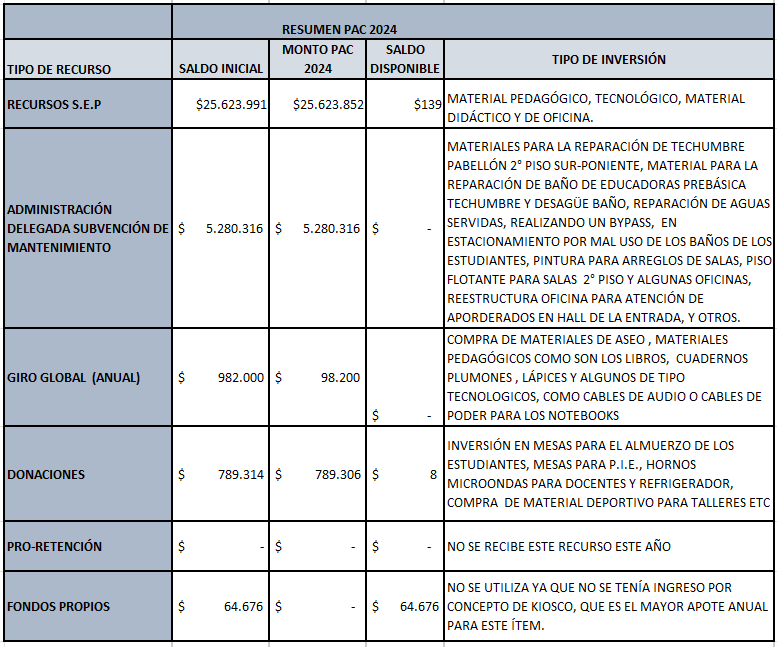 RESUMEN PAC 2024
TIPO DE RECURSO
SALDO INICIAL
MONTO PAC
2024
SALDO
DISPONIBLE
TIPO DE INVERSIÓN
RECURSOS S.E.P
$25.623.991
$25.623.852
$139
MATERIAL PEDAGÓGICO, TECNOLÓGICO, MATERIAL
DIDÁCTICO Y DE OFICINA.
ADMINISTRACIÓN
DELEGADA SUBVENCIÓN DE
MANTENIMIENTO
$ 5.280.316
$ 5.280.316
$ -
MATERIALES PARA LA REPARACIÓN DE TECHUMBRE
PABELLÓN 2° PISO SUR-PONIENTE, MATERIAL PARA LA
REPARACIÓN DE BAÑO DE EDUCADORAS PREBÁSICA
TECHUMBRE Y DESAGÜE BAÑO, REPARACIÓN DE AGUAS
SERVIDAS, REALIZANDO UN BYPASS, EN
ESTACIONAMIENTO POR MAL USO DE LOS BAÑOS DE LOS
ESTUDIANTES, PINTURA PARA ARREGLOS DE SALAS, PISO
FLOTANTE PARA SALAS 2° PISO Y ALGUNAS OFICINAS,
REESTRUCTURA OFICINA PARA ATENCIÓN DE
APORDERADOS EN HALL DE LA ENTRADA, Y OTROS.
GIRO GLOBAL (ANUAL)
$ 982.000
$ 98.200
$ -
COMPRA DE MATERIALES DE ASEO , MATERIALES
PEDAGÓGICOS COMO SON LOS LIBROS, CUADERNOS
PLUMONES , LÁPICES Y ALGUNOS DE TIPO
TECNOLOGICOS, COMO CABLES DE AUDIO O CABLES DE
PODER PARA LOS NOTEBOOKS
DONACIONES
$ 789.314
$ 789.306
$ 8
INVERSIÓN EN MESAS PARA EL ALMUERZO DE LOS
ESTUDIANTES, MESAS PARA P.I.E., HORNOS
MICROONDAS PARA DOCENTES Y REFRIGERADOR,
COMPRA DE MATERIAL DEPORTIVO PARA TALLERES ETC
PRO-RETENCIÓN
$ -
$ -
$ -
NO SE RECIBE ESTE RECURSO ESTE AÑO
FONDOS PROPIOS
$ 64.676
$ -
$ 64.676
NO SE UTILIZA YA QUE NO SE TENÍA INGRESO POR
CONCEPTO DE KIOSCO, QUE ES EL MAYOR APOTE ANUAL
PARA ESTE ÍTEM.